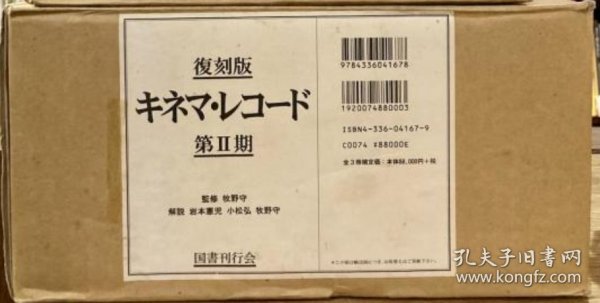 復刻版
キネマ・レコード
第II期
監修 牧野守
解説 岩本憲児 小松弘 牧野守
国書刊行会
9784336041678
1920074880003
ISBN4-336-04167-9
C0074 ¥88000E
全3巻揃定価:本体88,000円+税
孔夫子旧书网
www.kongfz.com